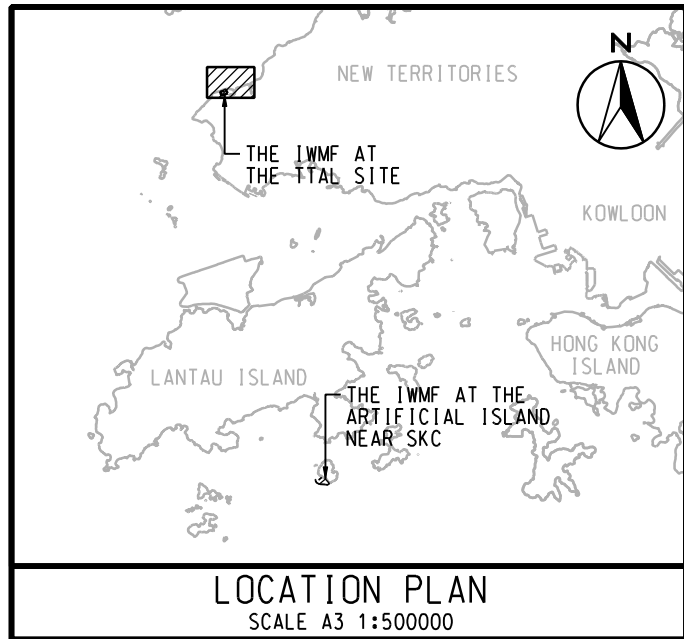 N
NEW TERRITORIES
THE IWMF AT
THE TTAL SITE
KOWLOON
HONG KONG
ISLAND
LANTAU ISLAND
THE IWMF AT THE
ARTIFICIAL ISLAND
NEAR SKC
LOCATION PLAN
SCALE A3 1:500000